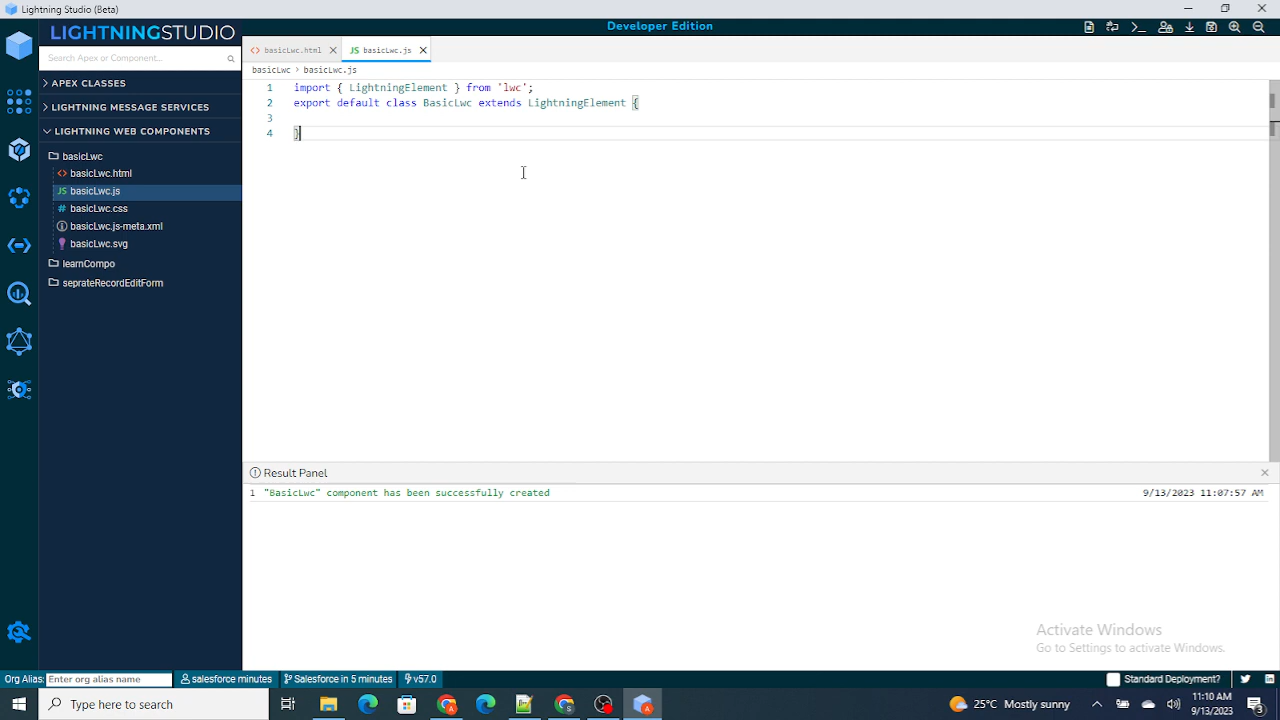 Lightning Studio (Beta)
LIGHTNINGSTUDIO
Developer Edition
Search Apex or Component...
basicLwc.html
JS basicLwc.js
basicLwc > basicLwc.js
APEX CLASSES
LIGHTNING MESSAGE SERVICES
LIGHTNING WEB COMPONENTS
basicLwc
basicLwc.html
JS basicLwc.js
# basicLwc.css
basicLwc.js-meta.xml
basicLwc.svg
learnCompo
seprateRecordEditForm
1 import { LightningElement } from 'lwc';
2 export default class BasicLwc extends LightningElement {
3
4 }
Result Panel
1 "BasicLwc" component has been successfully created 9/13/2023 11:07:57 AM
Activate Windows
Go to Settings to activate Windows.
Org Alias: Enter org alias name salesforce minutes Salesforce in 5 minutes v57.0 Standard Deployment?
Type here to search
25°C Mostly sunny
11:10 AM
9/13/2023
3